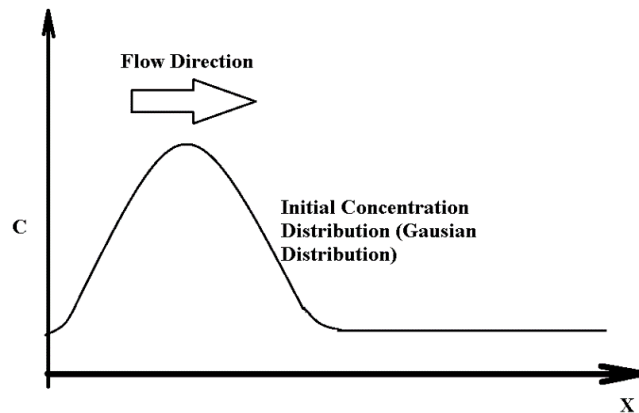 Flow Direction
C
Initial Concentration
Distribution (Gausian
Distribution)
X